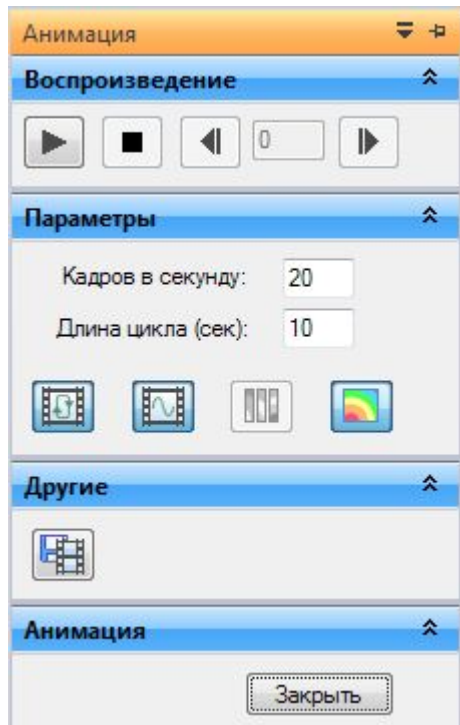 Анимация
Воспроизведение
0
Параметры
Кадров в секунду: 20
Длина цикла (сек): 10
Другие
Анимация
Закрыть